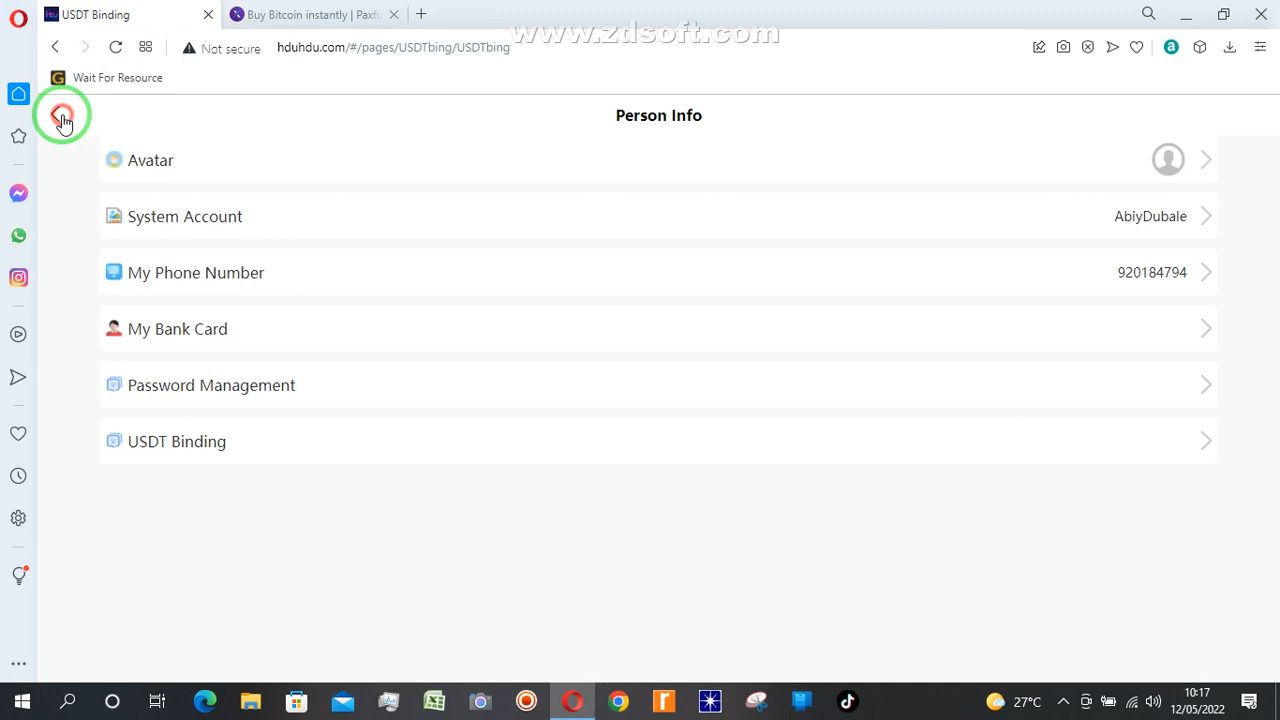 USDT Binding
Buy Bitcoin instantly | Paxfu
www.zdsoft.com
Not secure
hduhdu.com/#/pages/USDTbing/USDTbing
Wait For Resource
Person Info
Avatar
System Account
AbiyDubale
My Phone Number
920184794
My Bank Card
Password Management
USDT Binding
27°C
10:17
12/05/2022